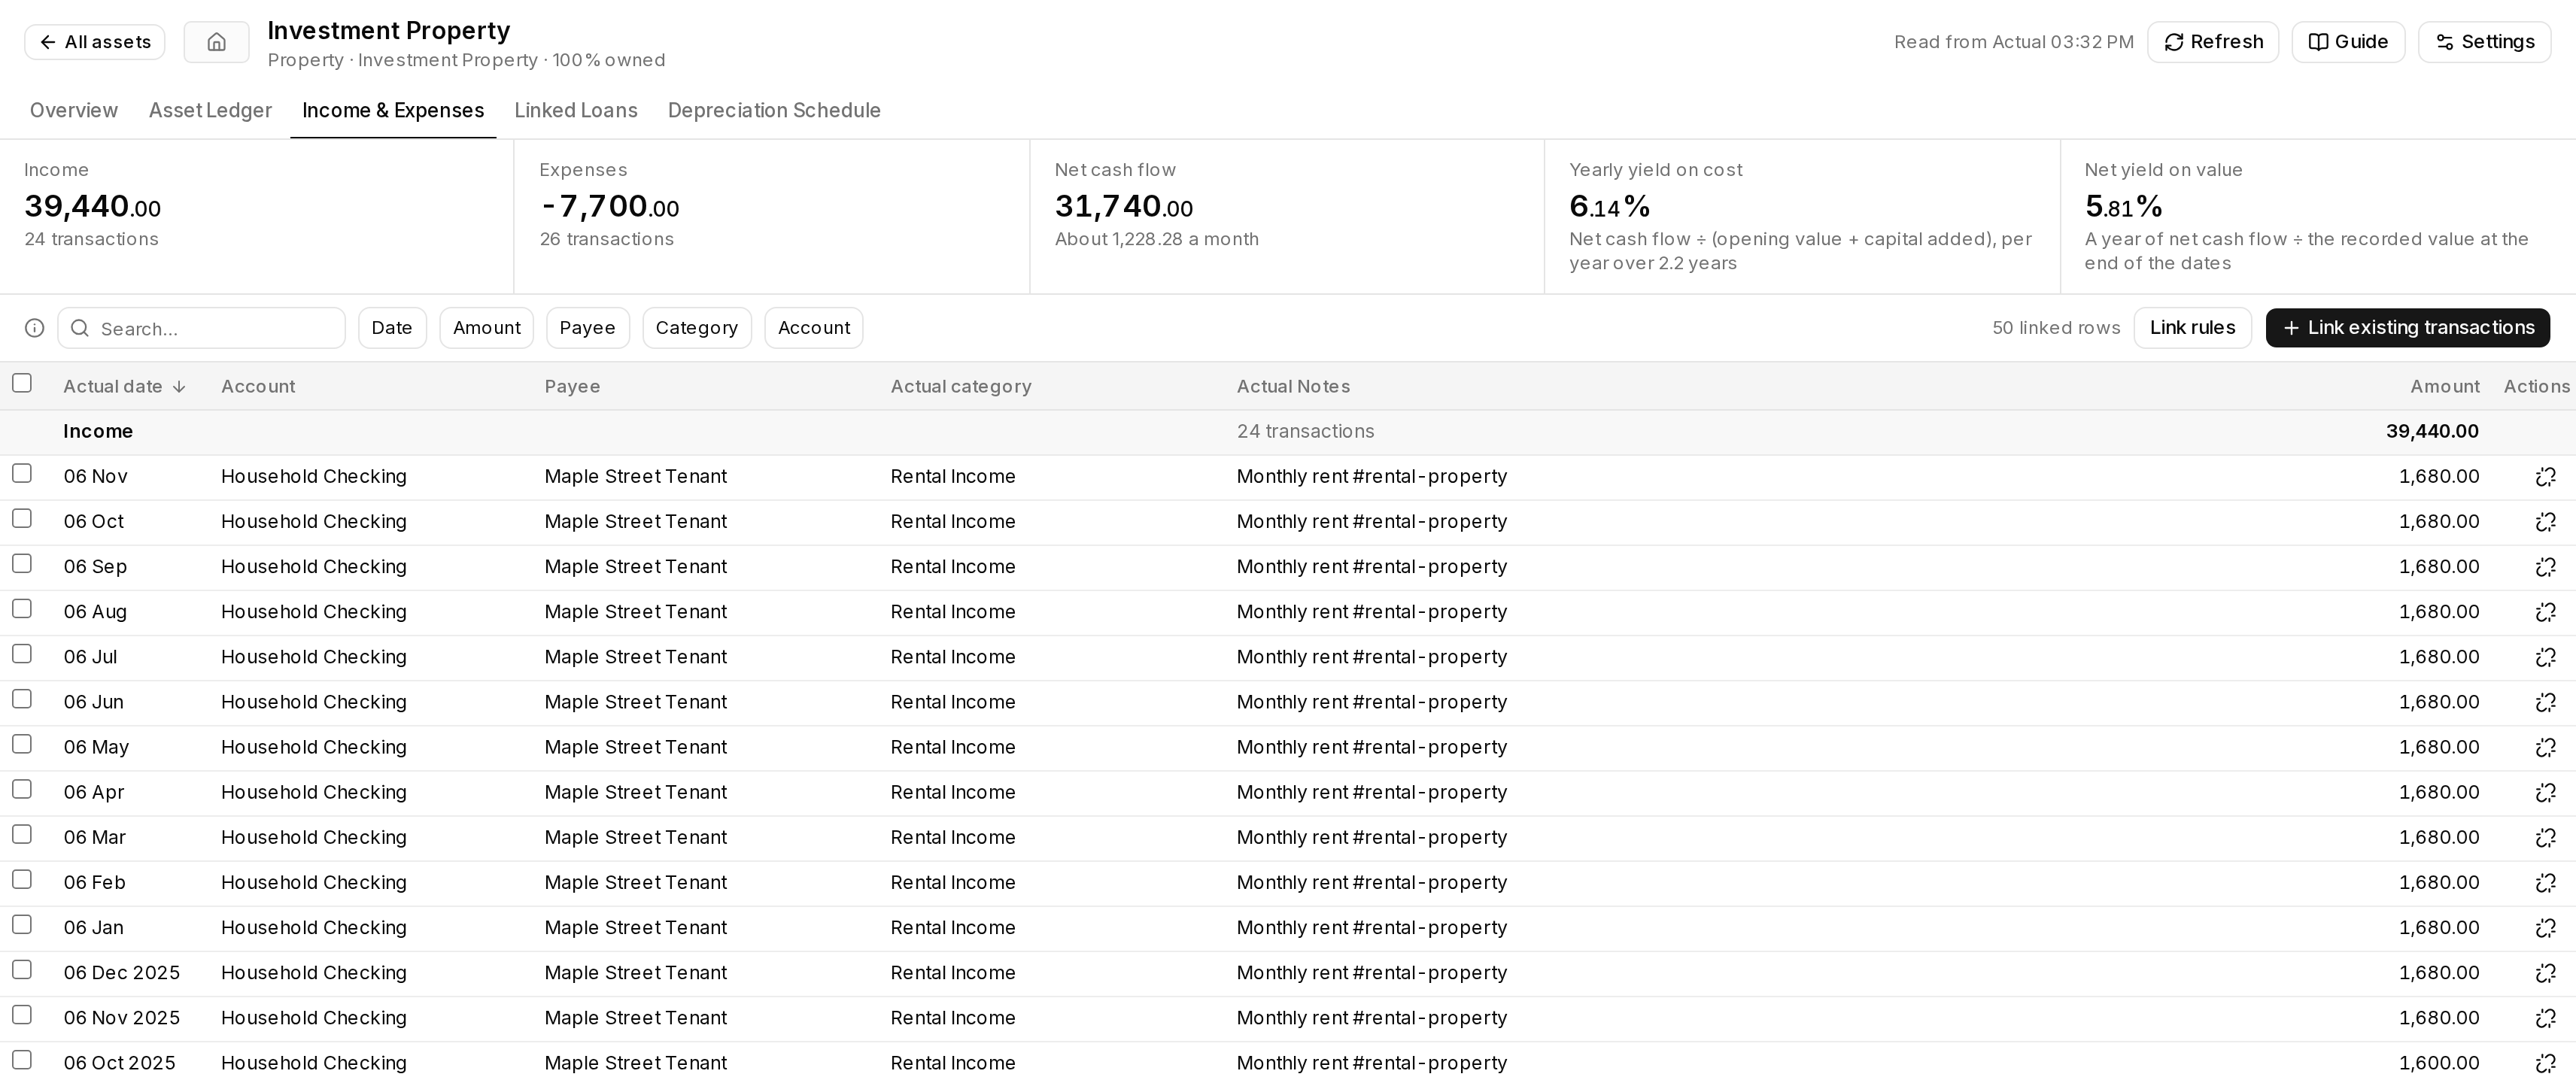 All assets
Investment Property
Property · Investment Property · 100% owned
Read from Actual 03:32 PM
Refresh
Guide
Settings
Overview
Asset Ledger
Income & Expenses
Linked Loans
Depreciation Schedule
Income
39,440.00
24 transactions
Expenses
-7,700.00
26 transactions
Net cash flow
31,740.00
About 1,228.28 a month
Yearly yield on cost
6.14%
Net cash flow ÷ (opening value + capital added), per
year over 2.2 years
Net yield on value
5.81%
A year of net cash flow ÷ the recorded value at the
end of the dates
Search...
Date
Amount
Payee
Category
Account
50 linked rows
Link rules
Link existing transactions
Actual date Account Payee Actual category Actual Notes Amount Actions
Income 24 transactions 39,440.00
06 Nov Household Checking Maple Street Tenant Rental Income Monthly rent #rental-property 1,680.00
06 Oct Household Checking Maple Street Tenant Rental Income Monthly rent #rental-property 1,680.00
06 Sep Household Checking Maple Street Tenant Rental Income Monthly rent #rental-property 1,680.00
06 Aug Household Checking Maple Street Tenant Rental Income Monthly rent #rental-property 1,680.00
06 Jul Household Checking Maple Street Tenant Rental Income Monthly rent #rental-property 1,680.00
06 Jun Household Checking Maple Street Tenant Rental Income Monthly rent #rental-property 1,680.00
06 May Household Checking Maple Street Tenant Rental Income Monthly rent #rental-property 1,680.00
06 Apr Household Checking Maple Street Tenant Rental Income Monthly rent #rental-property 1,680.00
06 Mar Household Checking Maple Street Tenant Rental Income Monthly rent #rental-property 1,680.00
06 Feb Household Checking Maple Street Tenant Rental Income Monthly rent #rental-property 1,680.00
06 Jan Household Checking Maple Street Tenant Rental Income Monthly rent #rental-property 1,680.00
06 Dec 2025 Household Checking Maple Street Tenant Rental Income Monthly rent #rental-property 1,680.00
06 Nov 2025 Household Checking Maple Street Tenant Rental Income Monthly rent #rental-property 1,680.00
06 Oct 2025 Household Checking Maple Street Tenant Rental Income Monthly rent #rental-property 1,600.00